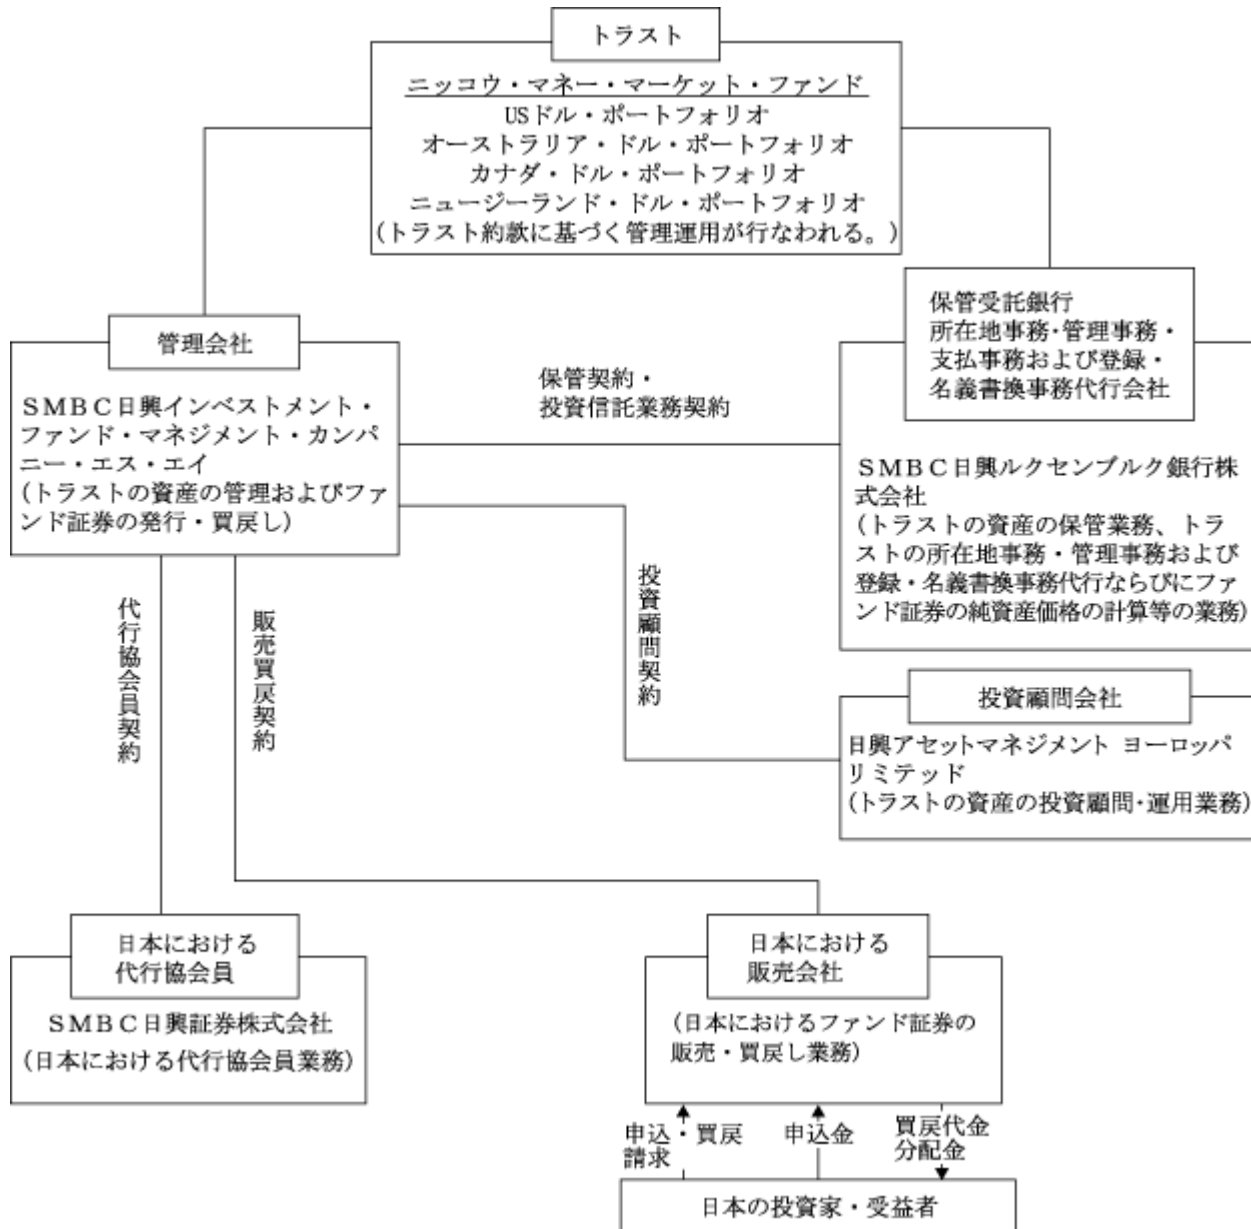 トラスト
ニッコウ・マネー・マーケット・ファンド
USドル・ポートフォリオ
オーストラリア・ドル・ポートフォリオ
カナダ・ドル・ポートフォリオ
ニュージーランド・ドル・ポートフォリオ
(トラスト約款に基づく管理運用が行なわれる。)
保管受託銀行
所在地事務・管理事務・
支払事務および登録・
名義書換事務代行会社
管理会社
SMBC日興インベストメント・
ファンド・マネジメント・カンパ
ニー・エス・エイ
(トラストの資産の管理およびファ
ンド証券の発行・買戻し)
保管契約・
投資信託業務契約
SMBC日興ルクセンブルク銀行株
式会社
(トラストの資産の保管業務、トラ
ストの所在地事務・管理事務および
登録・名義書換事務代行ならびにファ
ンド証券の純資産価格の計算等の業務)
代行協会員契約
販売買戻契約
投資顧問契約
投資顧問会社
日興アセットマネジメント ヨーロッパ
リミテッド
(トラストの資産の投資顧問・運用業務)
日本における
代行協会員
SMBC日興証券株式会社
(日本における代行協会員業務)
日本における
販売会社
(日本におけるファンド証券の
販売・買戻し業務)
申込・買戻
請求
申込金
買戻代金
分配金
日本の投資家・受益者